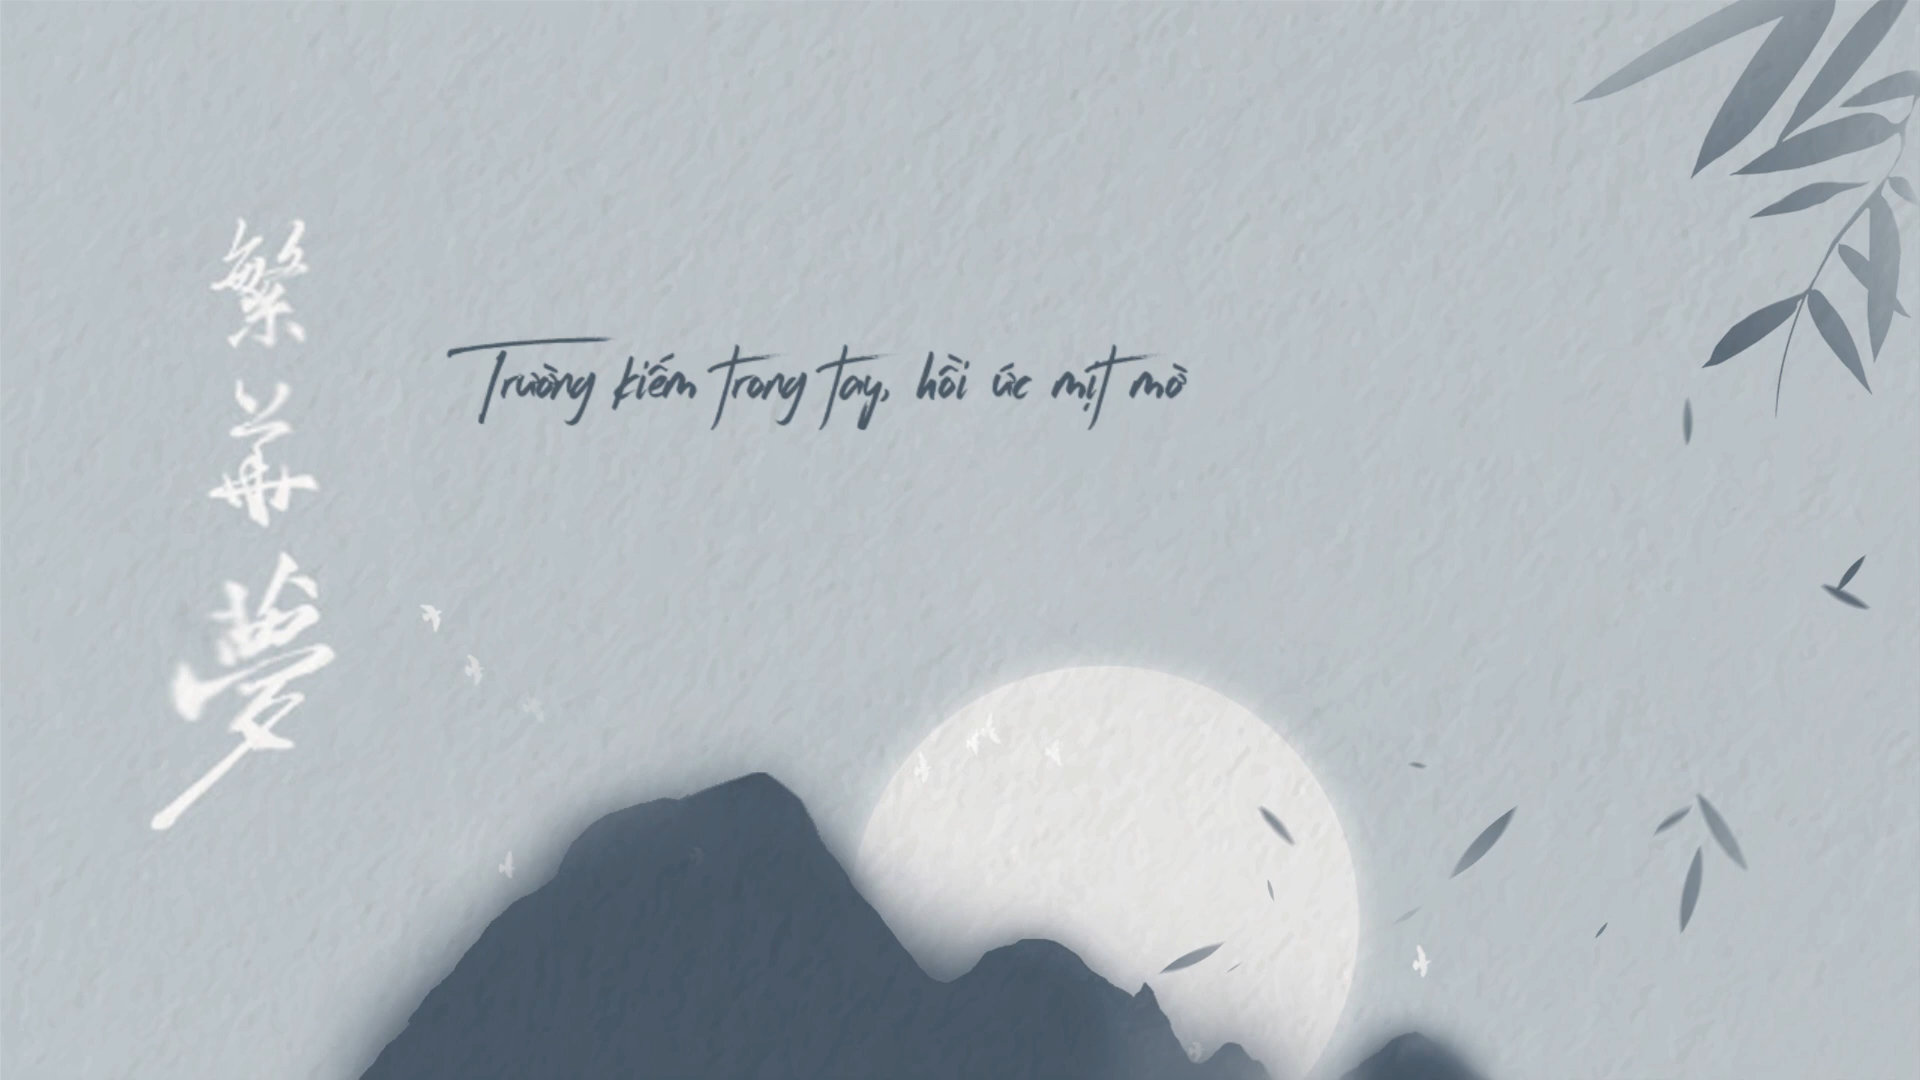 繁華夢
Trường kiếm trong tay, hồi ức mịt mờ